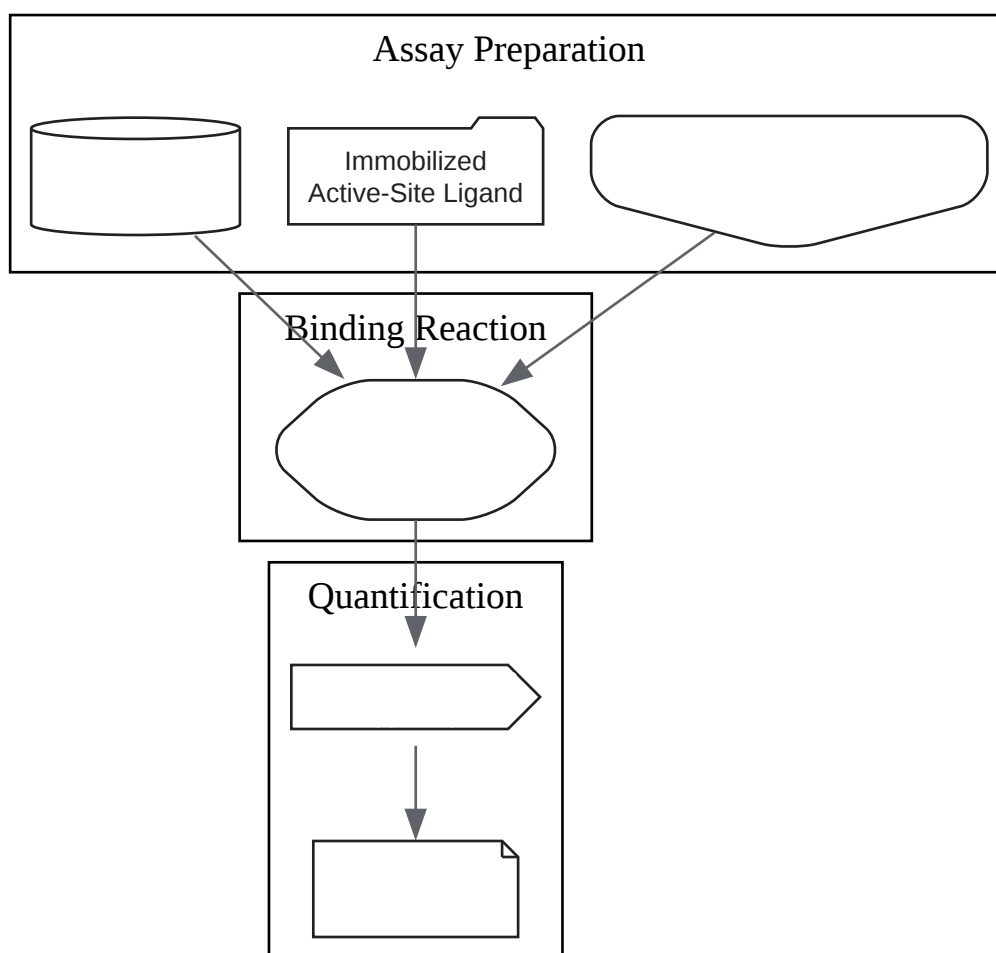 Assay Preparation
Immobilized
Active-Site Ligand
Binding Reaction
Quantification